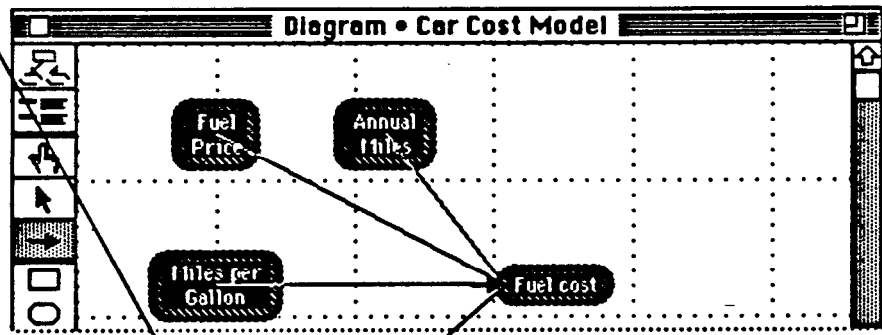 Diagram • Car Cost Model
Fuel
Price
Annual
Miles
Miles per
Gallon
Fuel cost